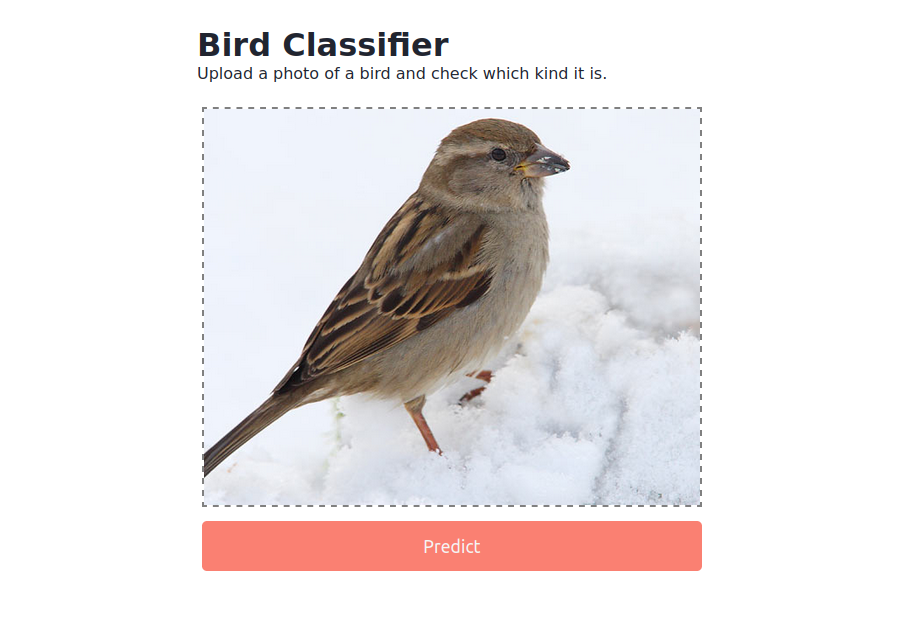 Bird Classifier
Upload a photo of a bird and check which kind it is.
Predict